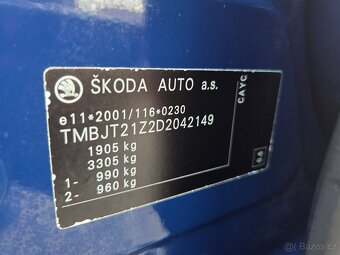 ŠKODA AUTO a.s.
e11*2001/116*0230
TMBJT21Z2D2042149
1905 kg
3305 kg
1- 990 kg
2- 960 kg
CAYC
© Bazos.cz